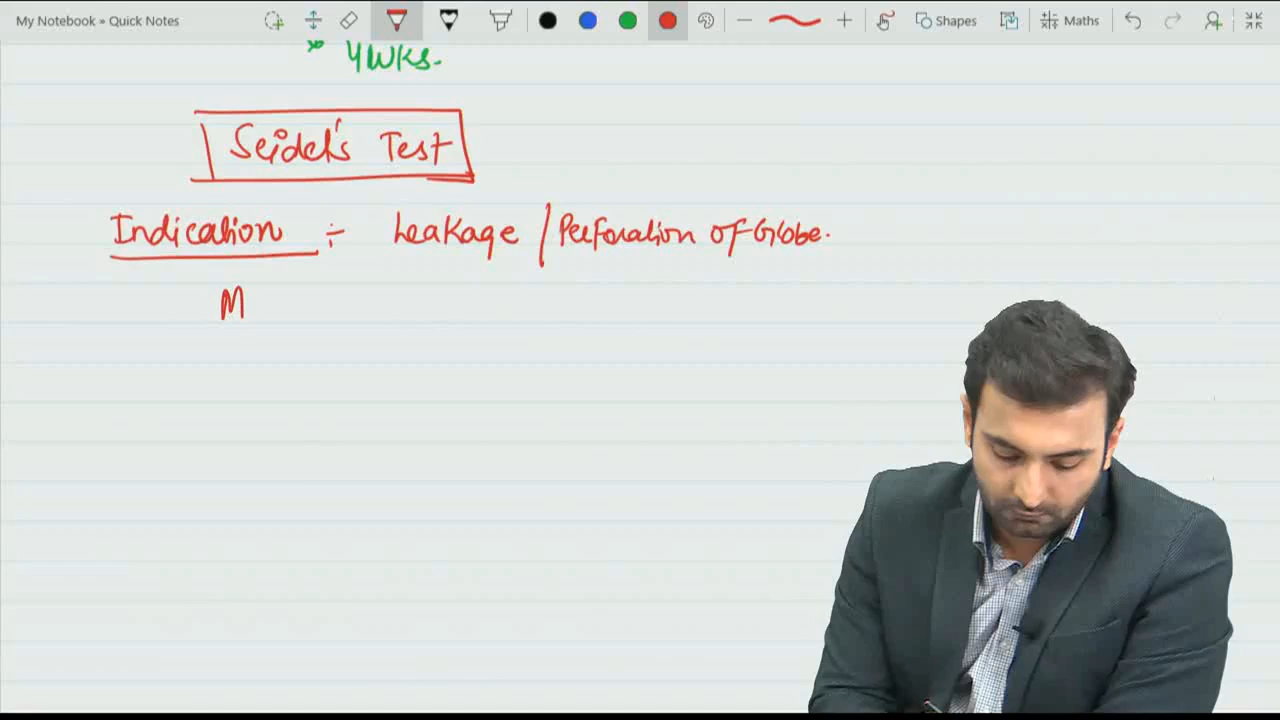 My Notebook » Quick Notes
Shapes
Maths
* 4WKS.
Seidel's Test
Indication ÷ Leakage / Perforation of Globe.
M